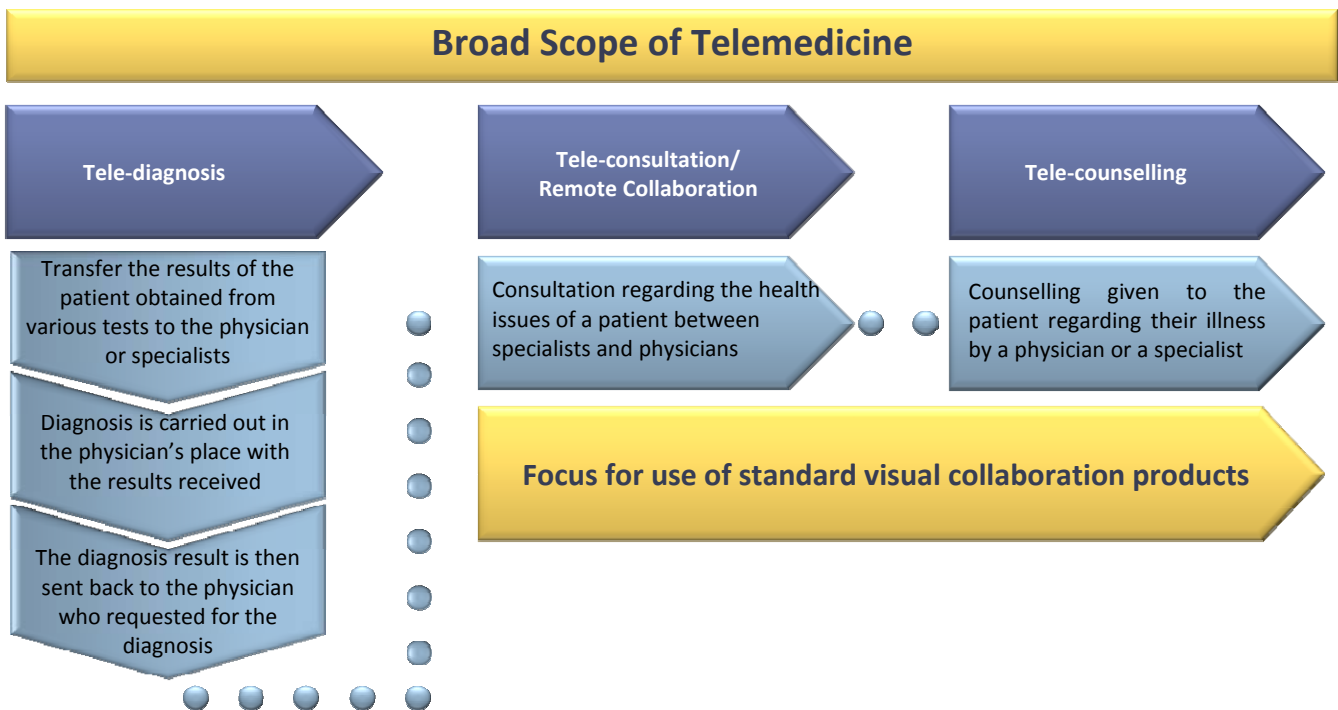 Broad Scope of Telemedicine
Tele-diagnosis
Transfer the results of the
patient obtained from
various tests to the physician
or specialists
Diagnosis is carried out in
the physician’s place with
the results received
The diagnosis result is then
sent back to the physician
who requested for the
diagnosis
Tele-consultation/
Remote Collaboration
Consultation regarding the health
issues of a patient between
specialists and physicians
Tele-counselling
Counselling given to the
patient regarding their illness
by a physician or a specialist
Focus for use of standard visual collaboration products